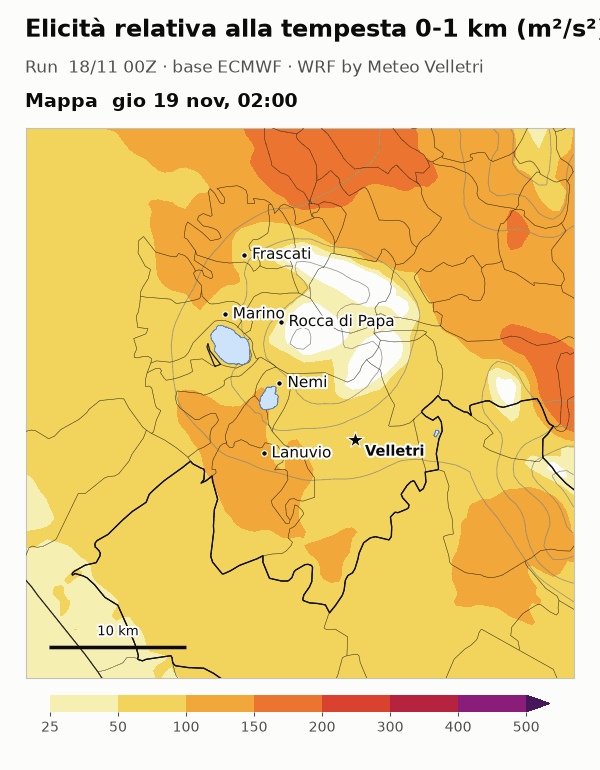 Elicità relativa alla tempesta 0-1 km (m²/s²)
Run  18/11 00Z · base ECMWF · WRF by Meteo Velletri
Mappa  gio 19 nov, 02:00
Frascati
Marino
Rocca di Papa
Nemi
Velletri
Lanuvio
10 km
25 50 100 150 200 300 400 500